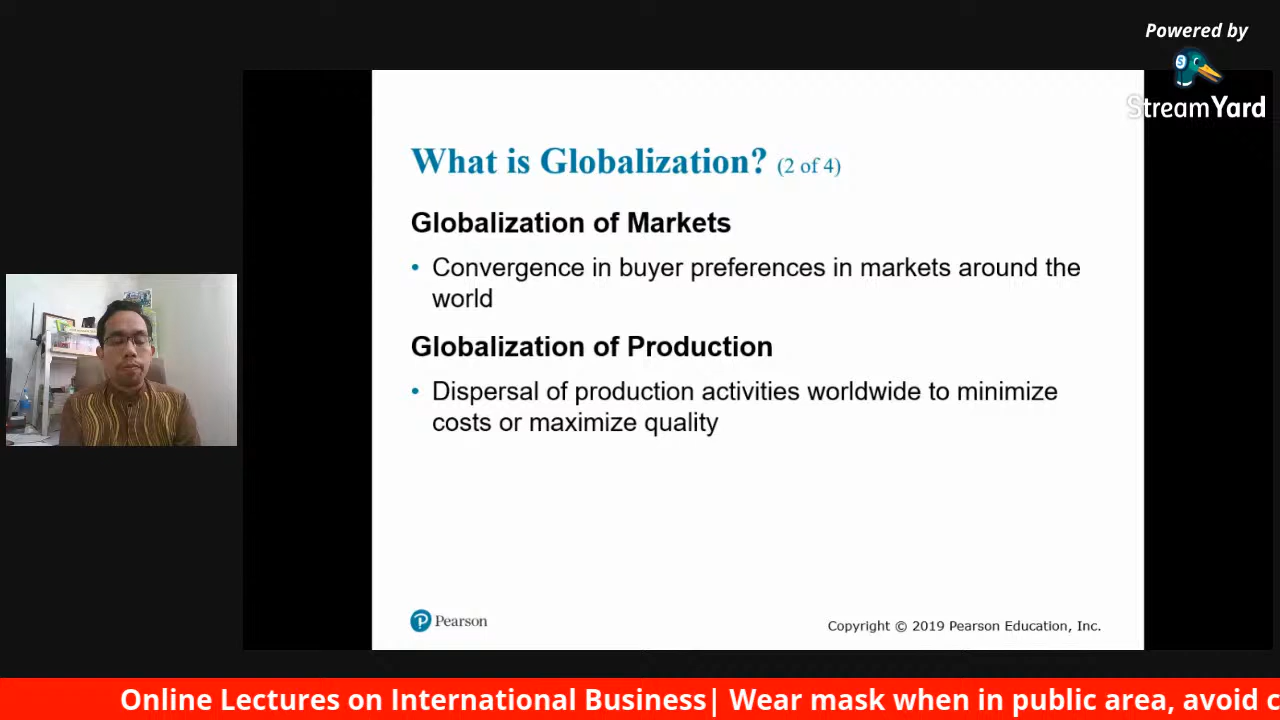 Powered by
StreamYard
What is Globalization? (2 of 4)
Globalization of Markets
• Convergence in buyer preferences in markets around the
world
Globalization of Production
• Dispersal of production activities worldwide to minimize
costs or maximize quality
Pearson
Copyright © 2019 Pearson Education, Inc.
Online Lectures on International Business| Wear mask when in public area, avoid c